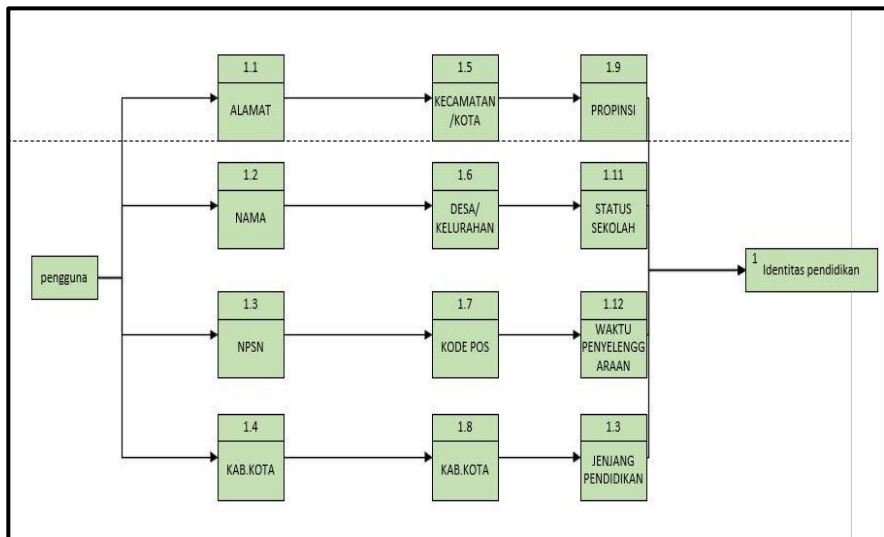 1.1
ALAMAT
1.5
KECAMATAN
/KOTA
1.9
PROPINSI
1.2
NAMA
1.6
DESA/
KELURAHAN
1.11
STATUS
SEKOLAH
pengguna
1
Identitas pendidikan
1.3
NPSN
1.7
KODE POS
1.12
WAKTU
PENYELENGG
ARAAN
1.4
KAB.KOTA
1.8
KAB.KOTA
1.3
JENJANG
PENDIDIKAN